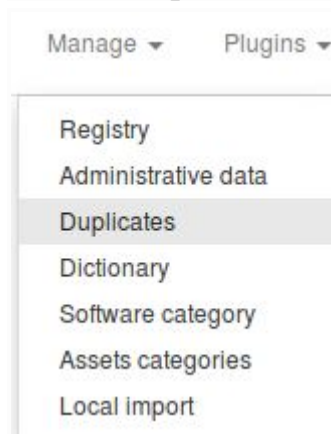 Manage Plugins
Registry
Administrative data
Duplicates
Dictionary
Software category
Assets categories
Local import